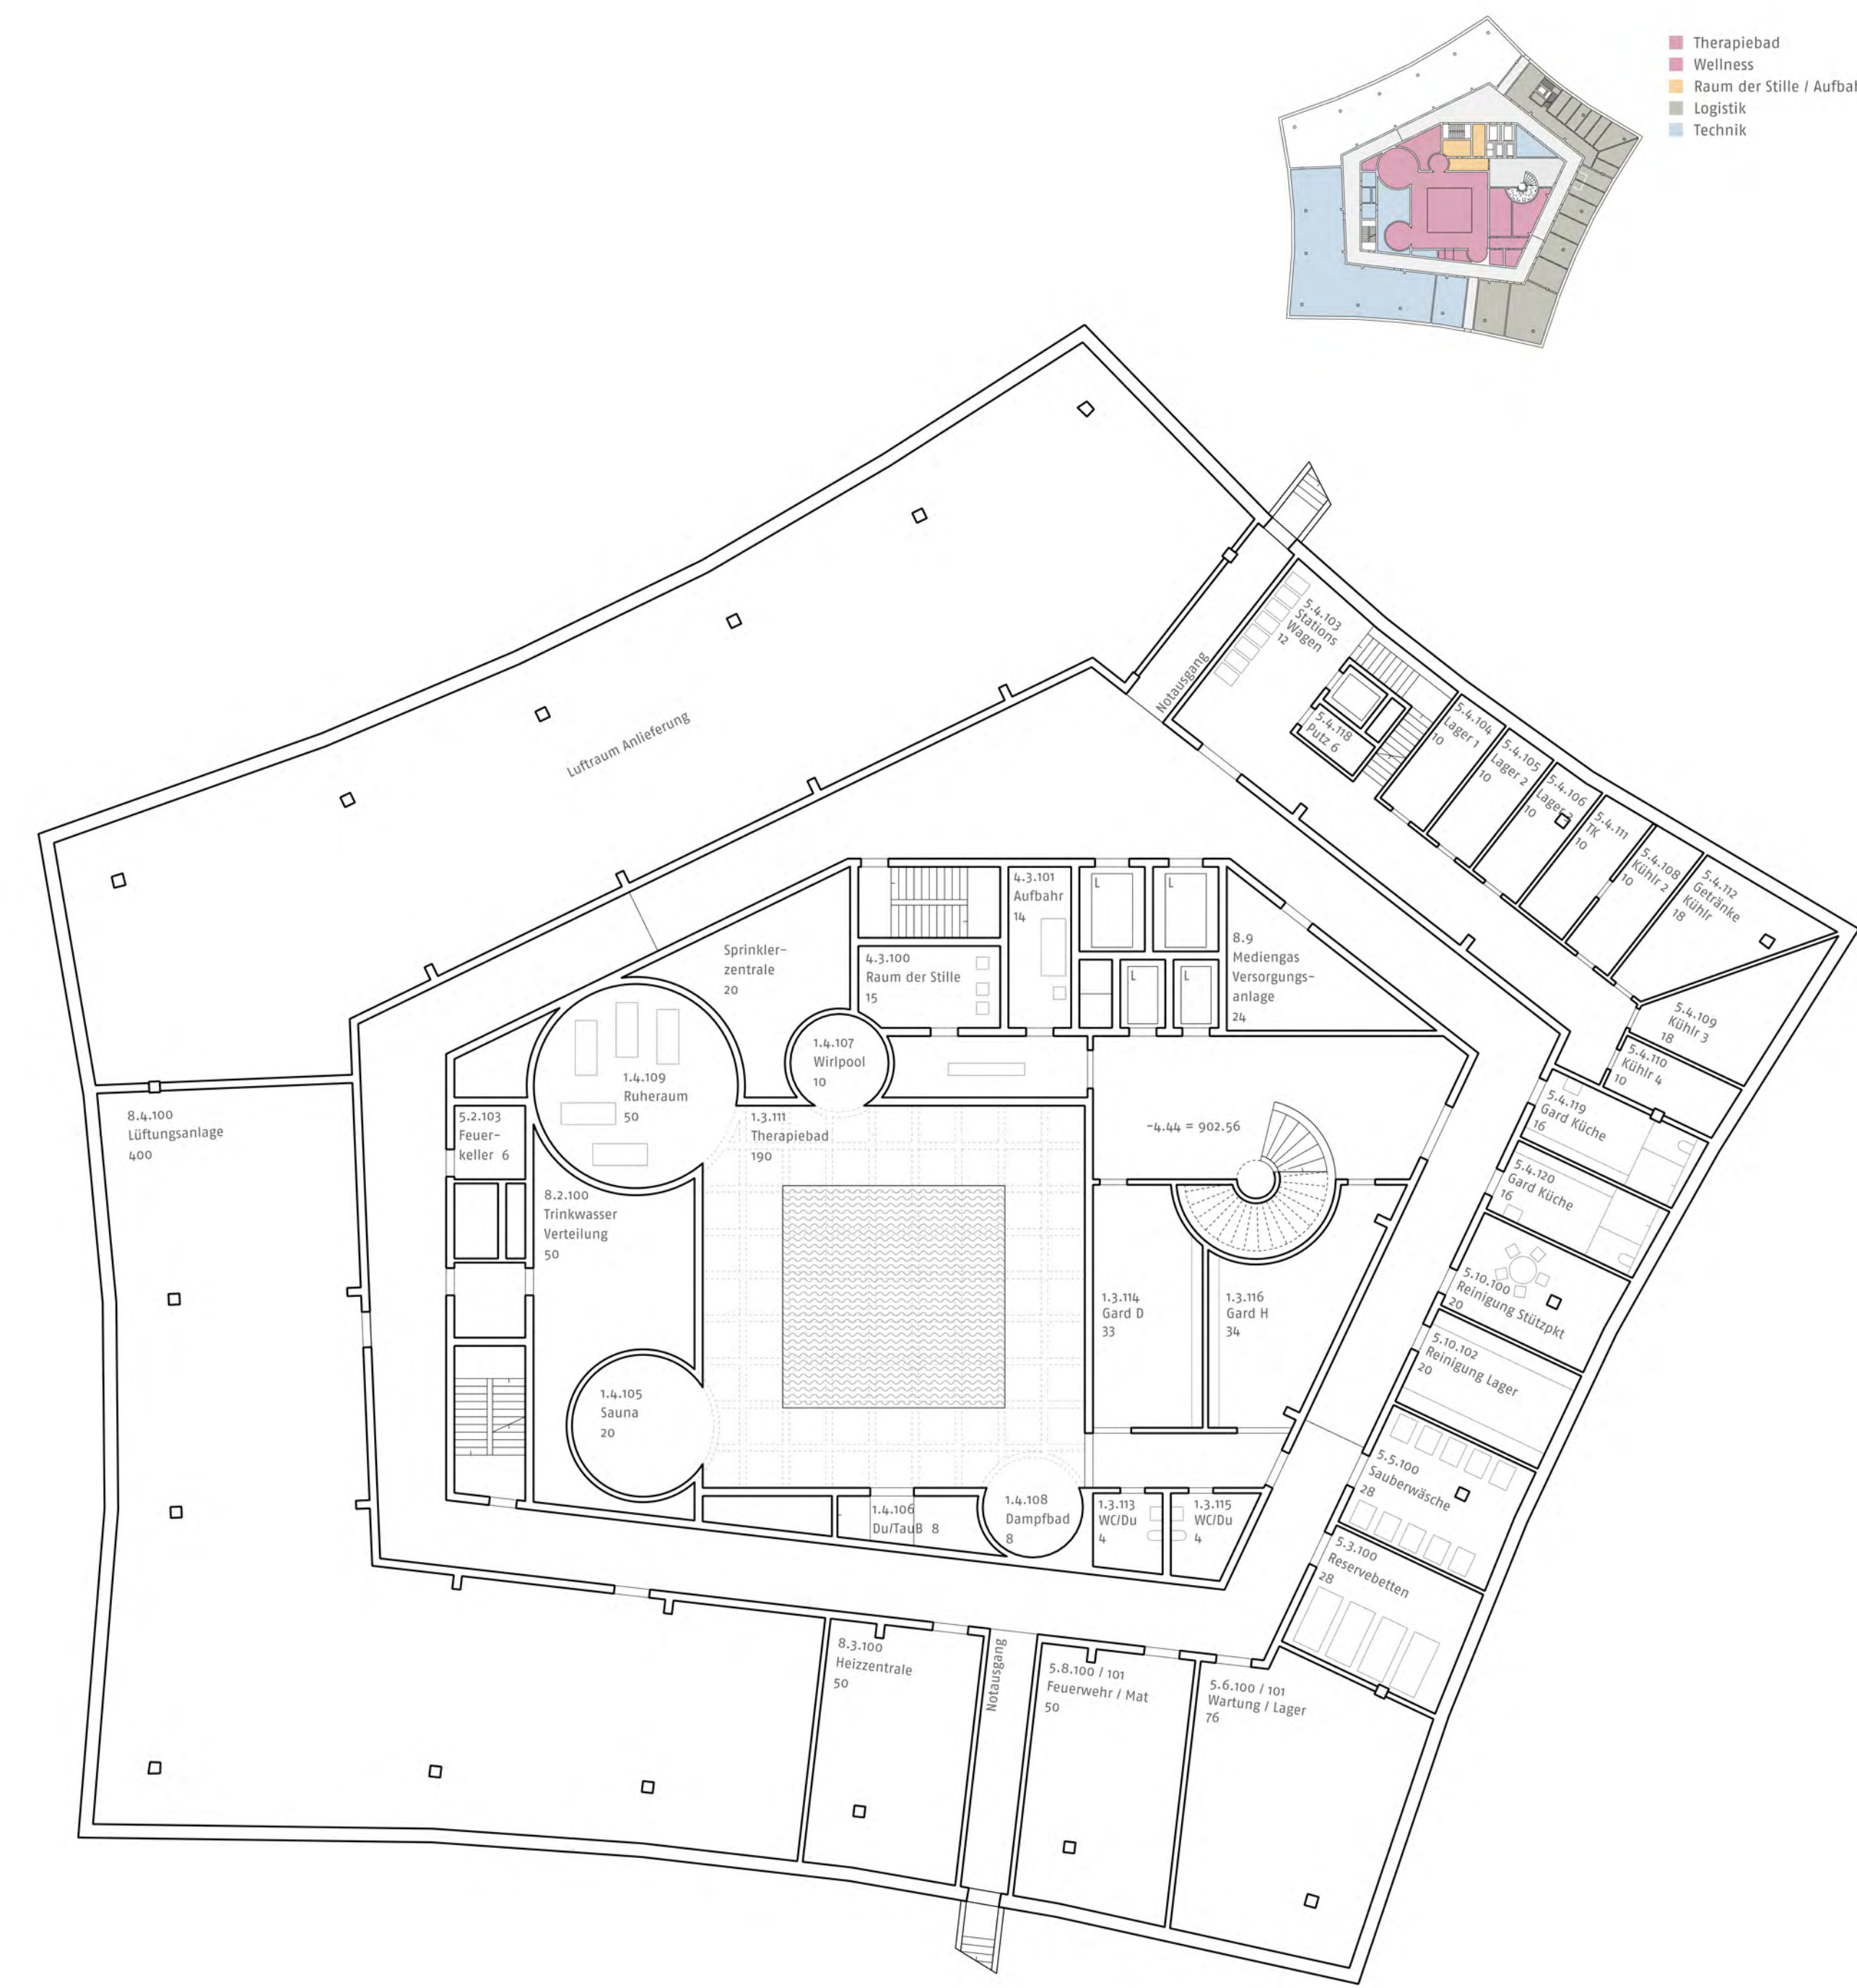 Therapiebad
Wellness
Raum der Stille / Aufbah
Logistik
Technik
Luftraum Anlieferung
Notausgang
5.4.103
Stations
Wagen
12
5.4.118
Putz 6
5.4.104
Lager 1
10
5.4.105
Lager 2
10
5.4.106
Lager
10
5.4.111
TK
10
5.4.108
Kühlr 2
10
5.4.112
Getränke
Kühlr
18
5.4.109
Kühlr 3
18
5.4.110
Kühlr 4
10
5.4.119
Gard Küche
16
5.4.120
Gard Küche
16
5.10.100
Reinigung Stützpkt
20
5.10.102
Reinigung Lager
20
5.5.100
Sauberwäsche
28
5.3.100
Reservebetten
28
4.3.101
Aufbahr
14
L
L
L
L
8.9
Mediengas
Versorgungs-
anlage
24
Sprinkler-
zentrale
20
4.3.100
Raum der Stille
15
1.4.107
Wirlpool
10
1.4.109
Ruheraum
50
5.2.103
Feuer-
keller 6
1.3.111
Therapiebad
190
-4.44 = 902.56
8.4.100
Lüftungsanlage
400
8.2.100
Trinkwasser
Verteilung
50
1.3.114
Gard D
33
1.3.116
Gard H
34
1.4.105
Sauna
20
1.4.106
Du/TauB 8
1.4.108
Dampfbad
8
1.3.113
WC/Du
4
1.3.115
WC/Du
4
8.3.100
Heizzentrale
50
Notausgang
5.8.100 / 101
Feuerwehr / Mat
50
5.6.100 / 101
Wartung / Lager
76